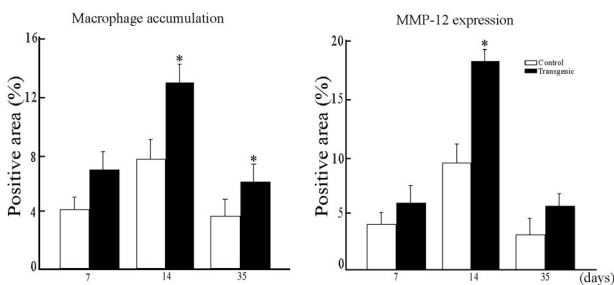 Macrophage accumulation
Positive area (%)
16
12
8
4
0
*
*
7 14 35
MMP-12 expression
Positive area (%)
20
15
10
5
0
*
Control
Transgenic
7 14 35 (days)